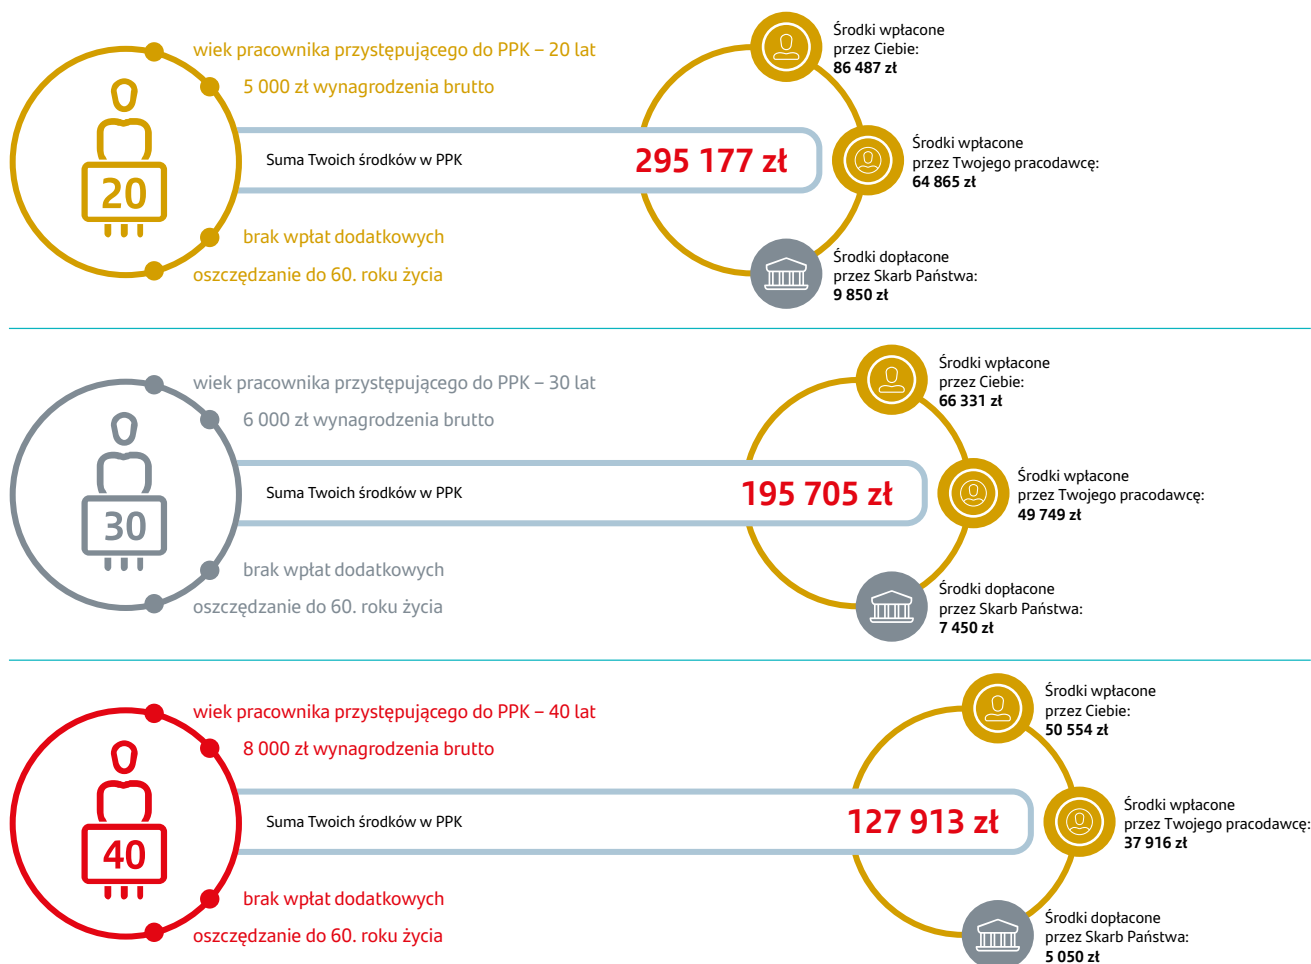 wiek pracownika przystępującego do PPK – 20 lat
5 000 zł wynagrodzenia brutto
20
Suma Twoich środków w PPK
295 177 zł
brak wpłat dodatkowych
oszczędzanie do 60. roku życia
Środki wpłacone
przez Ciebie:
86 487 zł
Środki wpłacone
przez Twojego pracodawcę:
64 865 zł
Środki dopłacone
przez Skarb Państwa:
9 850 zł
wiek pracownika przystępującego do PPK – 30 lat
6 000 zł wynagrodzenia brutto
30
Suma Twoich środków w PPK
195 705 zł
brak wpłat dodatkowych
oszczędzanie do 60. roku życia
Środki wpłacone
przez Ciebie:
66 331 zł
Środki wpłacone
przez Twojego pracodawcę:
49 749 zł
Środki dopłacone
przez Skarb Państwa:
7 450 zł
wiek pracownika przystępującego do PPK – 40 lat
8 000 zł wynagrodzenia brutto
40
Suma Twoich środków w PPK
127 913 zł
brak wpłat dodatkowych
oszczędzanie do 60. roku życia
Środki wpłacone
przez Ciebie:
50 554 zł
Środki wpłacone
przez Twojego pracodawcę:
37 916 zł
Środki dopłacone
przez Skarb Państwa:
5 050 zł